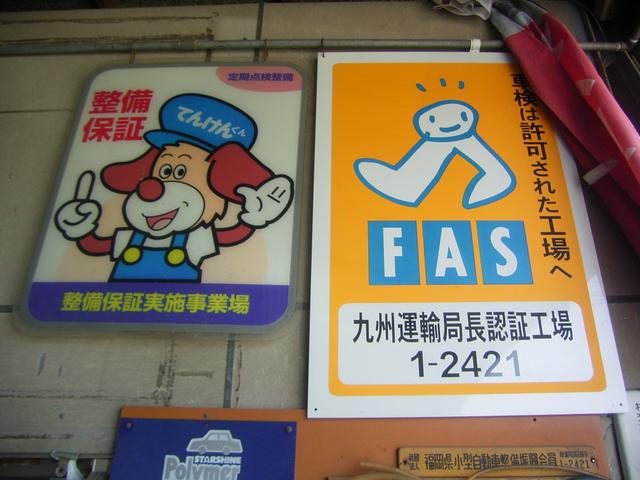 定期点検整備
整備
保証
てんけんくん
整備保証実施事業場
車検は許可された工場へ
FAS
九州運輸局長認証工場
1-2421
STARSHINE
Polymer
福岡県小型自動車整備振興会員
1-2421